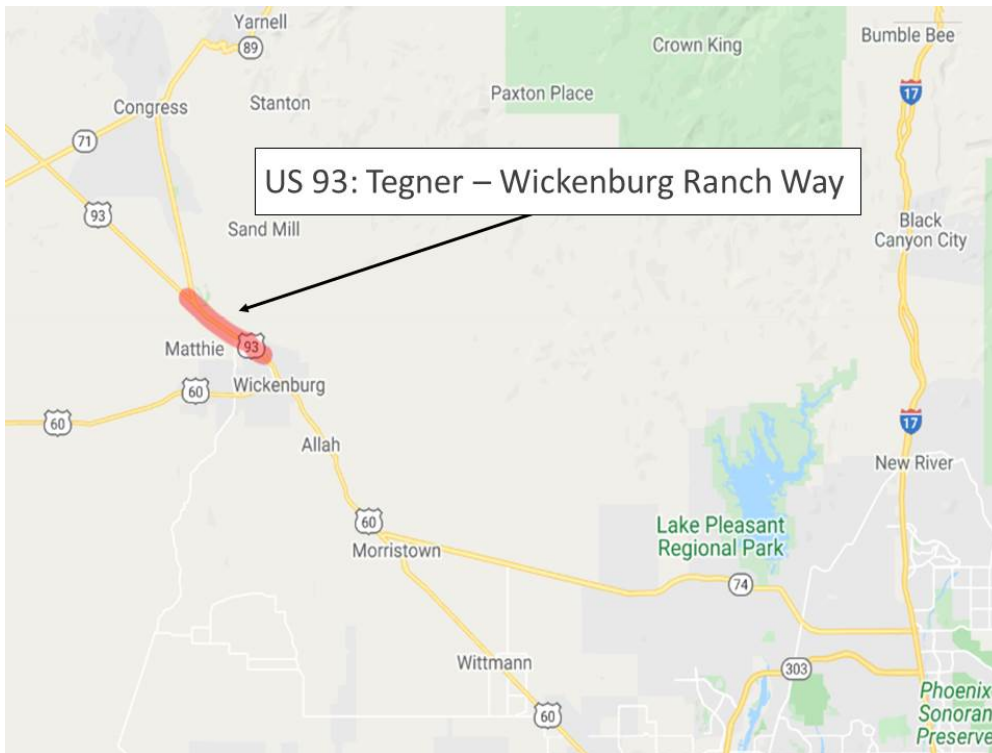 Yarnell
89
Crown King
Bumble Bee
17
Paxton Place
Stanton
Congress
71
US 93: Tegner – Wickenburg Ranch Way
93
Sand Mill
Black
Canyon City
Matthie
93
60
Wickenburg
60
Allah
17
New River
60
Morristown
Lake Pleasant
Regional Park
74
Wittmann
303
60
Phoenix
Sonoran
Preserve